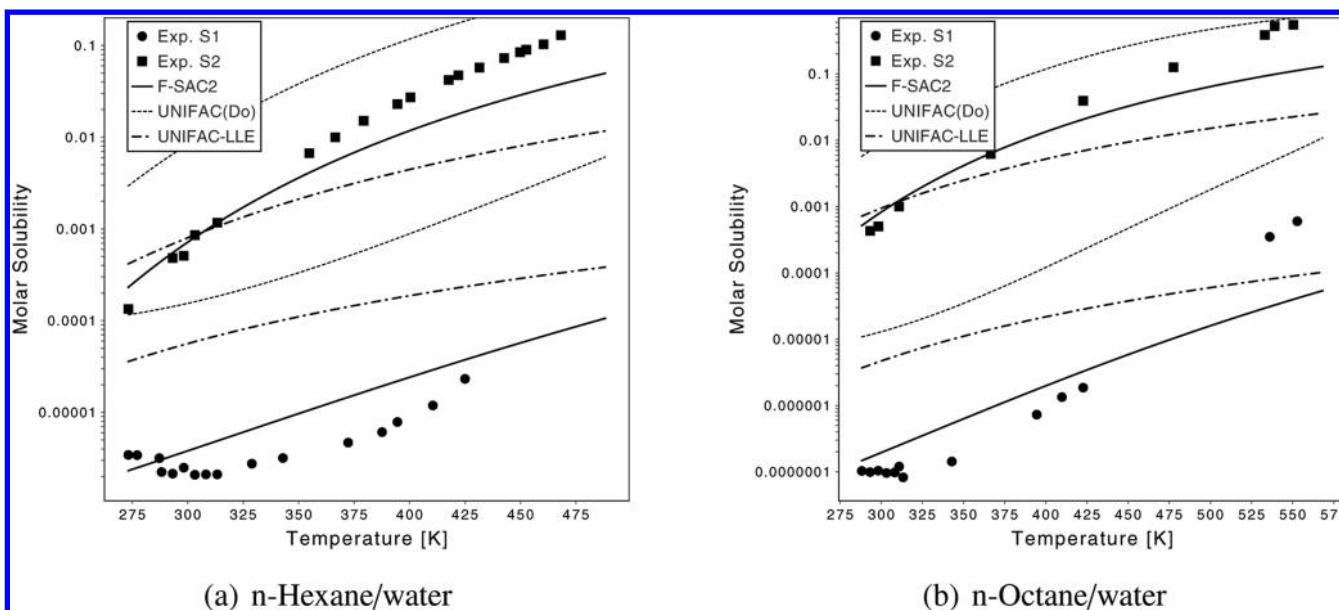 Exp. S1
Exp. S2
F-SAC2
UNIFAC(Do)
UNIFAC-LLE
0.1
0.01
0.001
0.0001
0.00001
Molar Solubility
275 300 325 350 375 400 425 450 475
Temperature [K]
(a) n-Hexane/water
Exp. S1
Exp. S2
F-SAC2
UNIFAC(Do)
UNIFAC-LLE
0.1
0.01
0.001
0.0001
0.00001
0.000001
0.0000001
Molar Solubility
275 300 325 350 375 400 425 450 475 500 525 550 57
Temperature [K]
(b) n-Octane/water